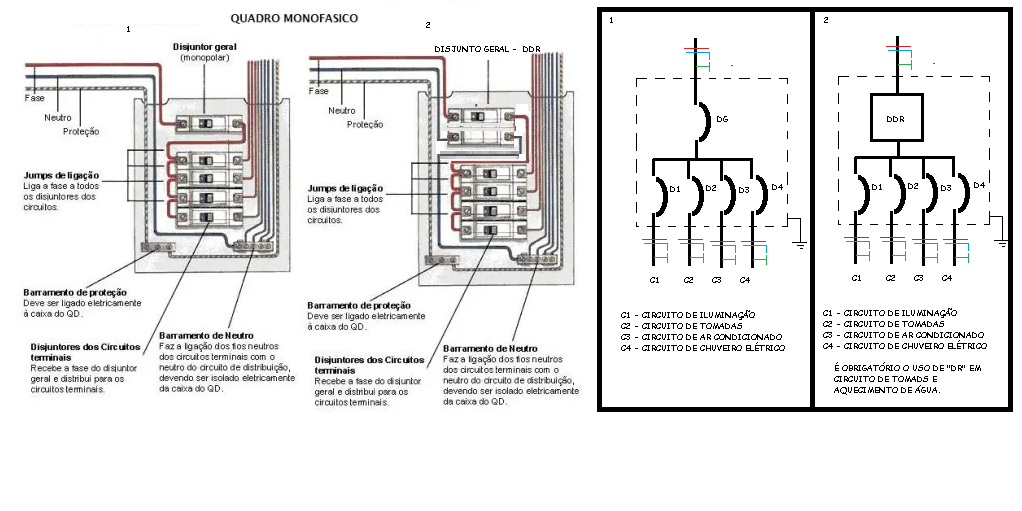 QUADRO MONOFASICO
1
Disjuntor geral
(monopolar)
Fase
Neutro
Proteção
Jumps de ligação
Liga a fase a todos
os disjuntores dos
circuitos.
Barramento de proteção
Deve ser ligado eletricamente
à caixa do QD.
Disjuntores dos Circuitos
terminais
Recebe a fase do disjuntor
geral e distribui para os
circuitos terminais.
Barramento de Neutro
Faz a ligação dos fios neutros
dos circuitos terminais com o
neutro do circuito de distribuição,
devendo ser isolado eletricamente
da caixa do QD.
2
DISJUNTO GERAL - DDR
Fase
Neutro
Proteção
Jumps de ligação
Liga a fase a todos
os disjuntores dos
circuitos.
Barramento de proteção
Deve ser ligado eletricamente
à caixa do QD.
Disjuntores dos Circuitos
terminais
Recebe a fase do disjuntor
geral e distribui para os
circuitos terminais.
Barramento de Neutro
Faz a ligação dos fios neutros
dos circuitos terminais com o
neutro do circuito de distribuição,
devendo ser isolado eletricamente
da caixa do QD.
1
DG
D1 D2 D3 D4
C1 C2 C3 C4
C1 - CIRCUITO DE ILUMINAÇÃO
C2 - CIRCUITO DE TOMADAS
C3 - CIRCUITO DE AR CONDICIONADO
C4 - CIRCUITO DE CHUVEIRO ELÉTRICO
2
DDR
D1 D2 D3 D4
C1 C2 C3 C4
C1 - CIRCUITO DE ILUMINAÇÃO
C2 - CIRCUITO DE TOMADAS
C3 - CIRCUITO DE AR CONDICIONADO
C4 - CIRCUITO DE CHUVEIRO ELÉTRICO
É OBRIGATÓRIO O USO DE "DR" EM
CIRCUITO DE TOMADS E
AQUECIMENTO DE ÁGUA.